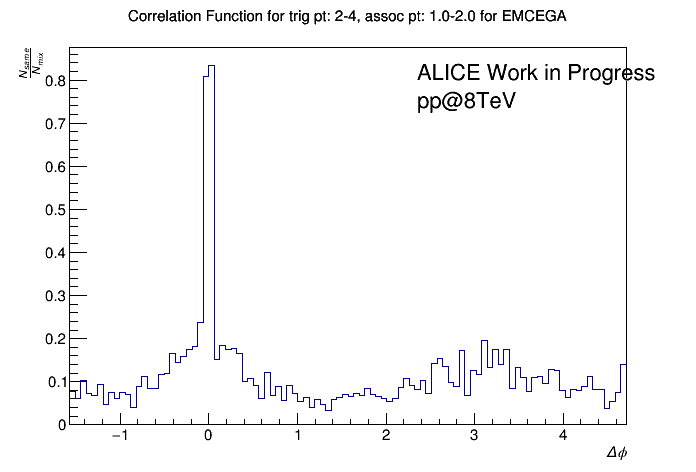 Correlation Function for trig pt: 2-4, assoc pt: 1.0-2.0 for EMCEGA
N_same
N_mix
ALICE Work in Progress
pp@8TeV
0.8
0.7
0.6
0.5
0.4
0.3
0.2
0.1
0
−1 0 1 2 3 4
Δϕ